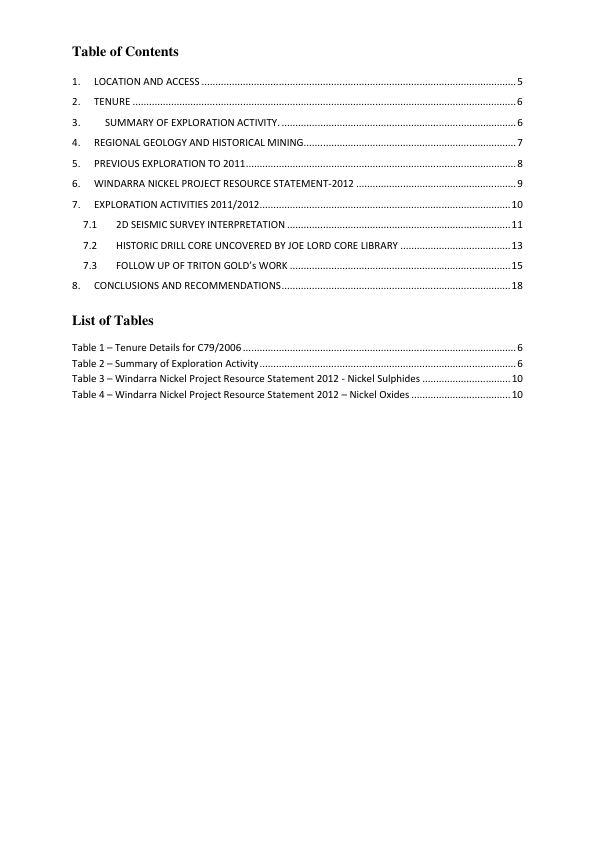 Table of Contents
1. LOCATION AND ACCESS ........................................................................................................................ 5
2. TENURE ................................................................................................................................................ 6
3. SUMMARY OF EXPLORATION ACTIVITY. ......................................................................................... 6
4. REGIONAL GEOLOGY AND HISTORICAL MINING................................................................................ 7
5. PREVIOUS EXPLORATION TO 2011..................................................................................................... 8
6. WINDARRA NICKEL PROJECT RESOURCE STATEMENT-2012 ............................................................. 9
7. EXPLORATION ACTIVITIES 2011/2012................................................................................................ 10
7.1 2D SEISMIC SURVEY INTERPRETATION ...................................................................................... 11
7.2 HISTORIC DRILL CORE UNCOVERED BY JOE LORD CORE LIBRARY .......................................... 13
7.3 FOLLOW UP OF TRITON GOLD's WORK ..................................................................................... 15
8. CONCLUSIONS AND RECOMMENDATIONS........................................................................................ 18
List of Tables
Table 1 – Tenure Details for C79/2006 ..................................................................................................... 6
Table 2 – Summary of Exploration Activity............................................................................................... 6
Table 3 – Windarra Nickel Project Resource Statement 2012 - Nickel Sulphides ................................ 10
Table 4 – Windarra Nickel Project Resource Statement 2012 – Nickel Oxides .................................... 10